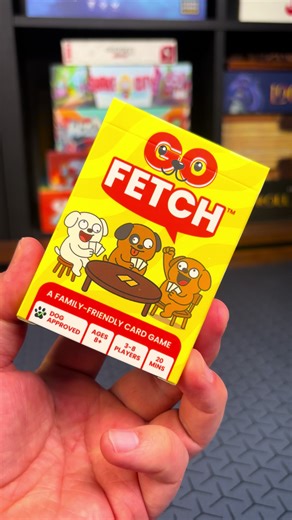 GO
FETCH™
A FAMILY-FRIENDLY CARD GAME
DOG APPROVED
AGES 8+
3-8 PLAYERS
20 MINS